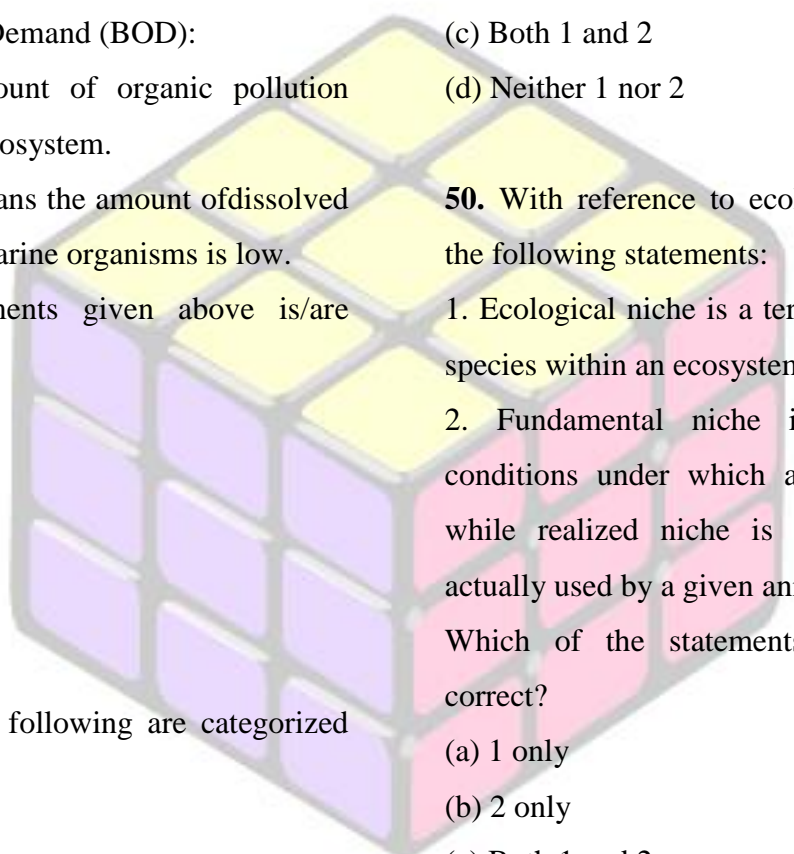 Demand (BOD):
ount of organic pollution
osystem.
ans the amount ofdissolved
arine organisms is low.
ents given above is/are
following are categorized
(c) Both 1 and 2
(d) Neither 1 nor 2
50. With reference to eco
the following statements:
1. Ecological niche is a ter
species within an ecosystem
2. Fundamental niche i
conditions under which a
while realized niche is
actually used by a given an
Which of the statements
correct?
(a) 1 only
(b) 2 only